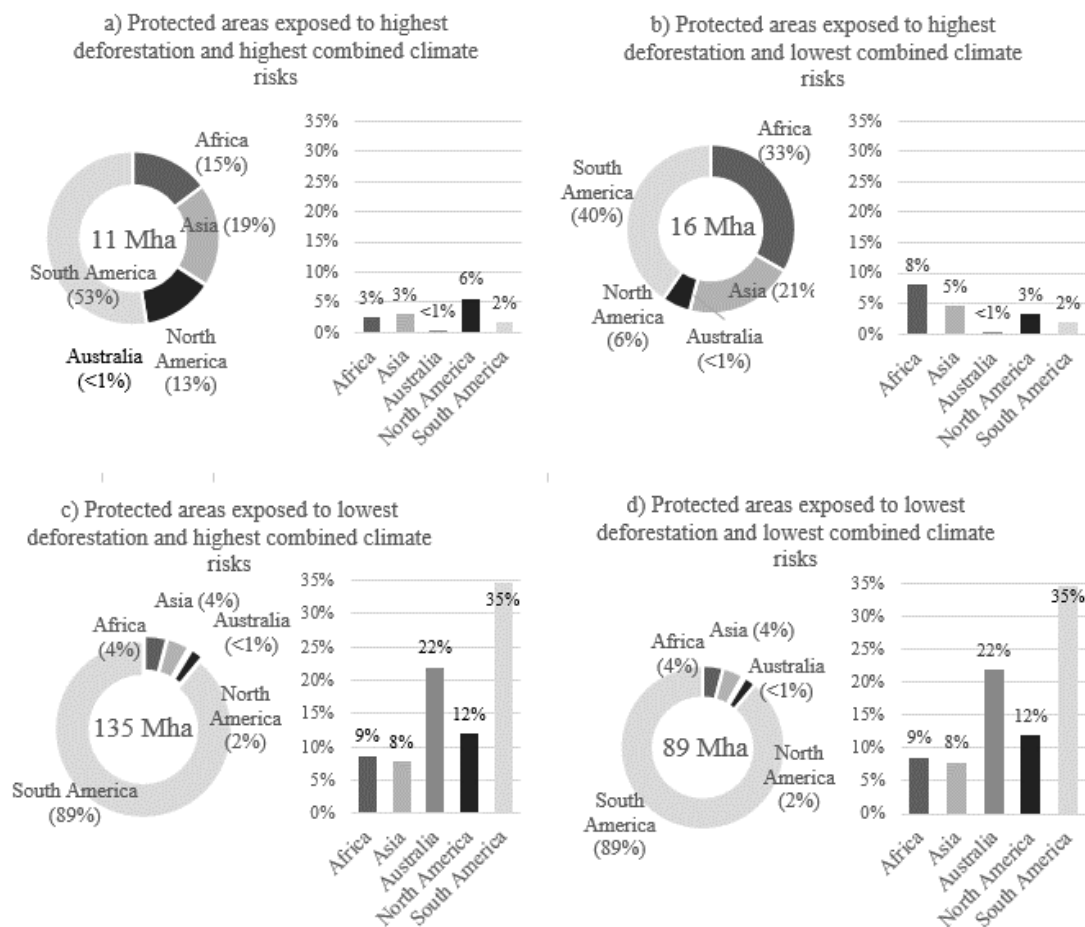 a) Protected areas exposed to highest
deforestation and highest combined climate
risks
Africa
(15%)
Asia (19%)
11 Mha
South America
(53%)
North
America
(13%)
Australia
(<1%)
35%
30%
25%
20%
15%
10%
5%
0%
3%
3%
<1%
6%
2%
Africa
Asia
Australia
North America
South America
b) Protected areas exposed to highest
deforestation and lowest combined climate
risks
Africa
(33%)
South
America
(40%)
16 Mha
North
America
(6%)
Asia (21%
Australia
(<1%)
35%
30%
25%
20%
15%
10%
5%
0%
8%
5%
<1%
3%
2%
Africa
Asia
Australia
North America
South America
c) Protected areas exposed to lowest
deforestation and highest combined climate
risks
Asia (4%)
Africa
(4%)
Australia
(<1%)
North
America
(2%)
135 Mha
South America
(89%)
35%
30%
25%
20%
15%
10%
5%
0%
9%
8%
22%
12%
35%
Africa
Asia
Australia
North America
South America
d) Protected areas exposed to lowest
deforestation and lowest combined climate
risks
Asia (4%)
Africa
(4%)
Australia
(<1%)
89 Mha
North
America
(2%)
South
America
(89%)
35%
30%
25%
20%
15%
10%
5%
0%
9%
8%
22%
12%
35%
Africa
Asia
Australia
North America
South America